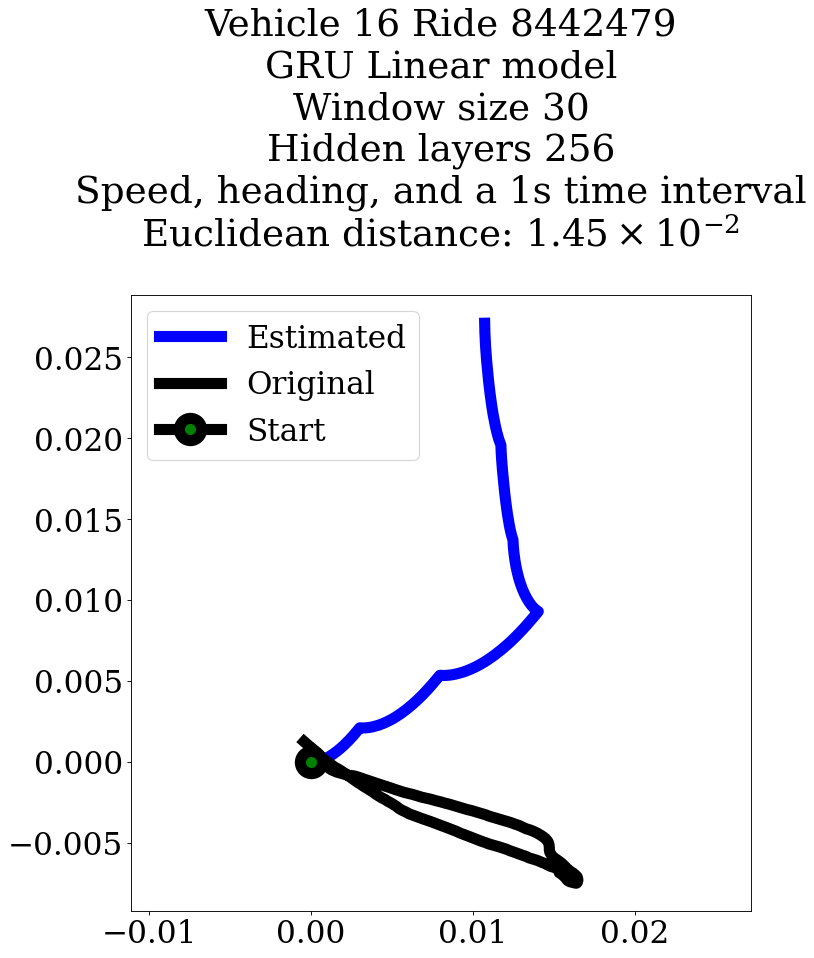 Vehicle 16 Ride 8442479
GRU Linear model
Window size 30
Hidden layers 256
Speed, heading, and a 1s time interval
Euclidean distance: 1.45 × 10⁻²
Estimated
Original
Start
0.025
0.020
0.015
0.010
0.005
0.000
−0.005
−0.01 0.00 0.01 0.02